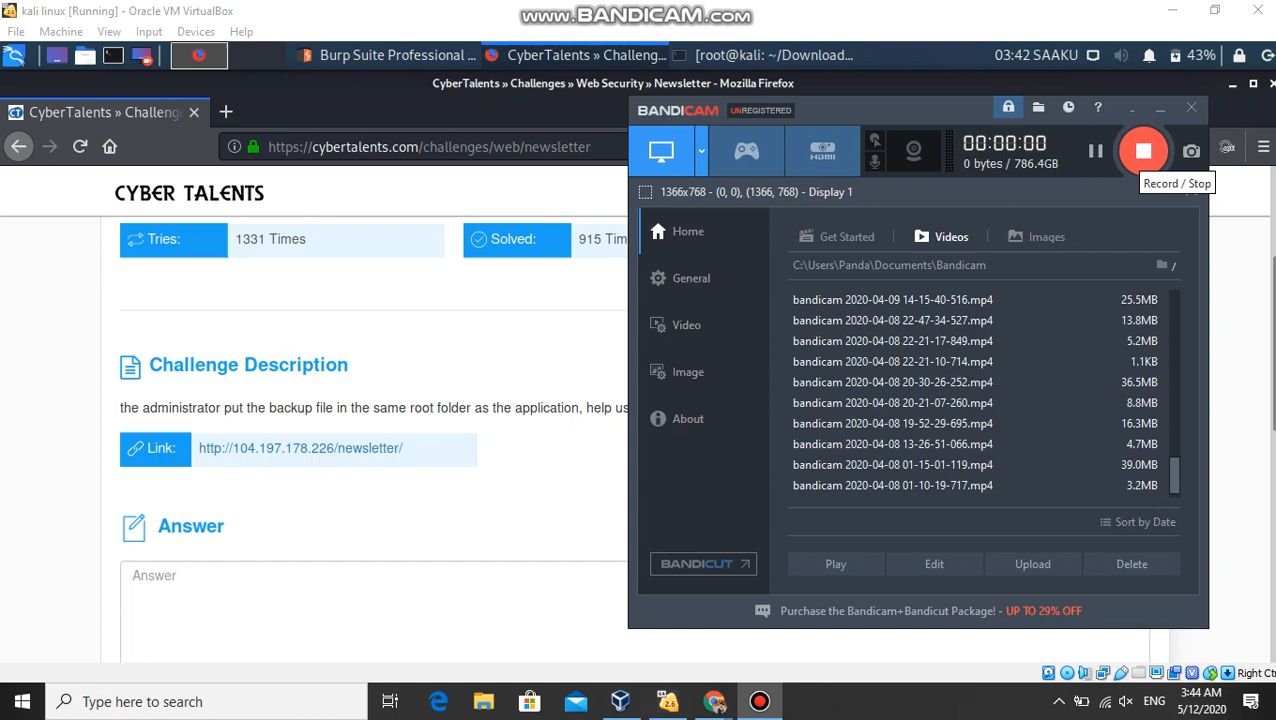 kali linux [Running] - Oracle VM VirtualBox
www.BANDICAM.com
File Machine View Input Devices Help
Burp Suite Professional ...
CyberTalents » Challeng...
[root@kali: ~/Download...
03:42 SAAKU
43%
CyberTalents » Challenges » Web Security » Newsletter - Mozilla Firefox
CyberTalents » Challenge
https://cybertalents.com/challenges/web/newsletter
CYBER TALENTS
Tries: 1331 Times
Solved: 915 Tim
Challenge Description
the administrator put the backup file in the same root folder as the application, help us
Link: http://104.197.178.226/newsletter/
Answer
Answer
BANDICAM UNREGISTERED
HDMI
00:00:00
0 bytes / 786.4GB
Record / Stop
1366x768 - (0, 0), (1366, 768) - Display 1
Home
General
Video
Image
About
BANDICUT
Get Started
Videos
Images
C:\Users\Panda\Documents\Bandicam
/
bandicam 2020-04-09 14-15-40-516.mp4 25.5MB
bandicam 2020-04-08 22-47-34-527.mp4 13.8MB
bandicam 2020-04-08 22-21-17-849.mp4 5.2MB
bandicam 2020-04-08 22-21-10-714.mp4 1.1KB
bandicam 2020-04-08 20-30-26-252.mp4 36.5MB
bandicam 2020-04-08 20-21-07-260.mp4 8.8MB
bandicam 2020-04-08 19-52-29-695.mp4 16.3MB
bandicam 2020-04-08 13-26-51-066.mp4 4.7MB
bandicam 2020-04-08 01-15-01-119.mp4 39.0MB
bandicam 2020-04-08 01-10-19-717.mp4 3.2MB
Sort by Date
Play Edit Upload Delete
Purchase the Bandicam+Bandicut Package! - UP TO 29% OFF
Right Ctrl
Type here to search
2.6
ENG
3:44 AM
5/12/2020